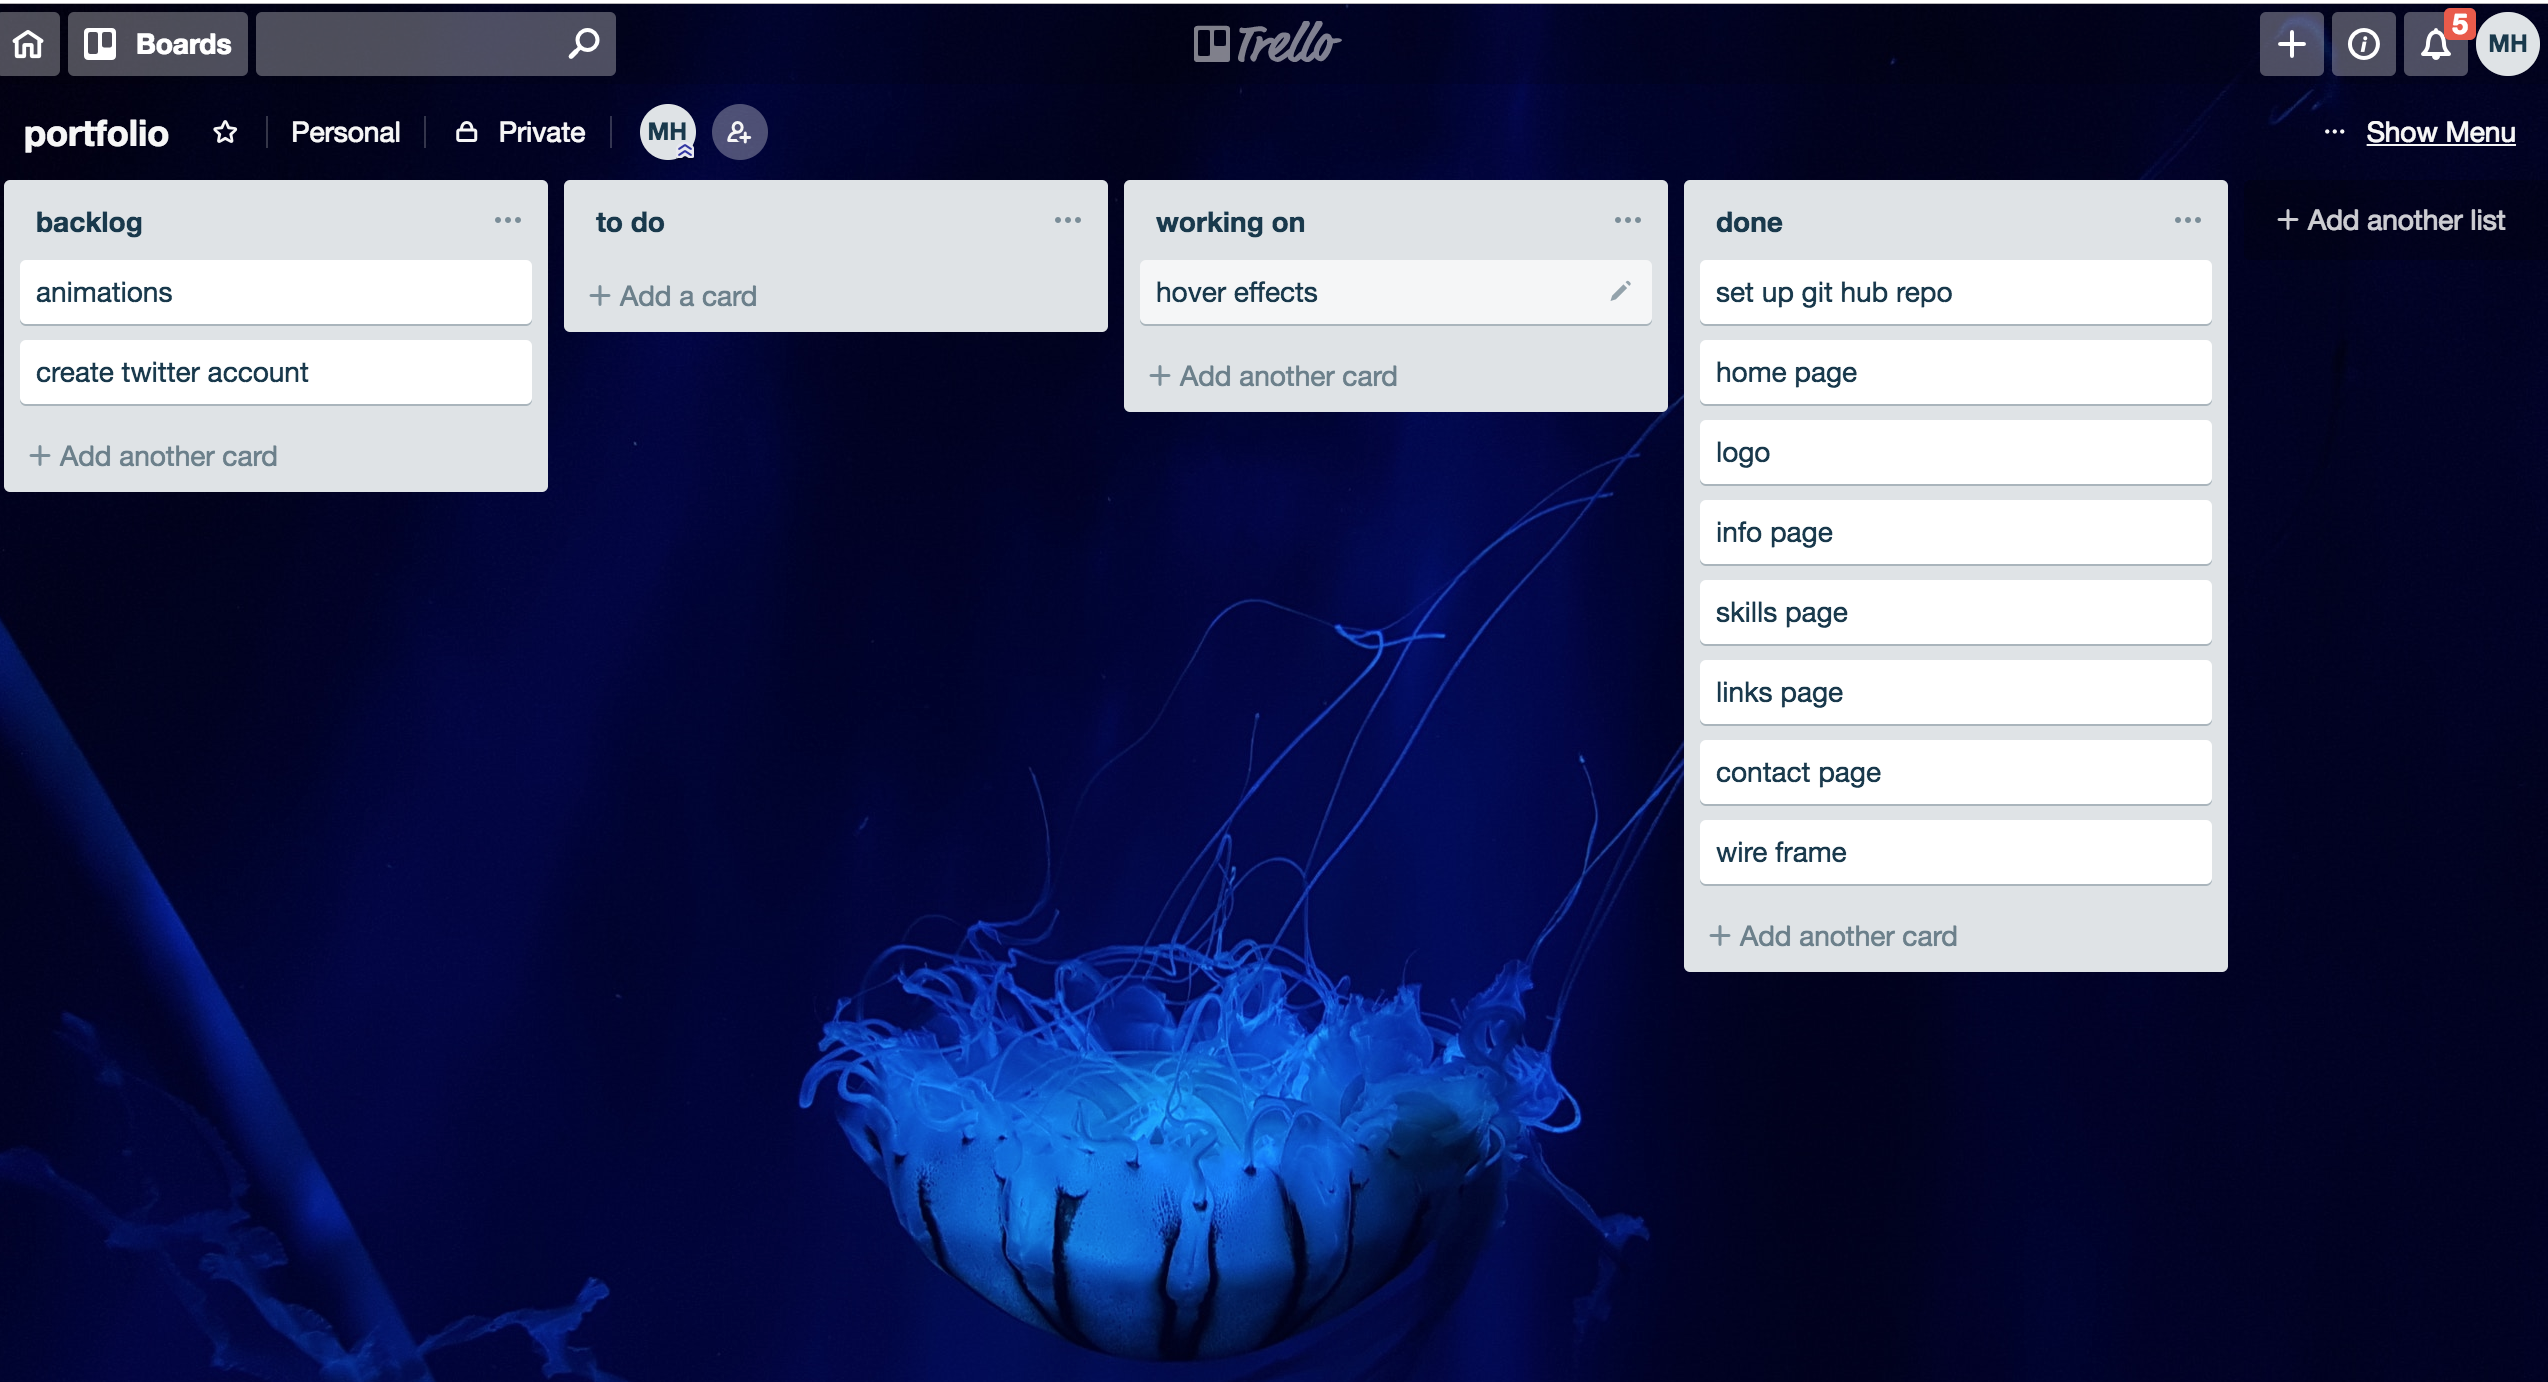 Boards
Trello
5
MH
portfolio
Personal
Private
MH
Show Menu
backlog
animations
create twitter account
+ Add another card
to do
+ Add a card
working on
hover effects
+ Add another card
done
set up git hub repo
home page
logo
info page
skills page
links page
contact page
wire frame
+ Add another card
+ Add another list